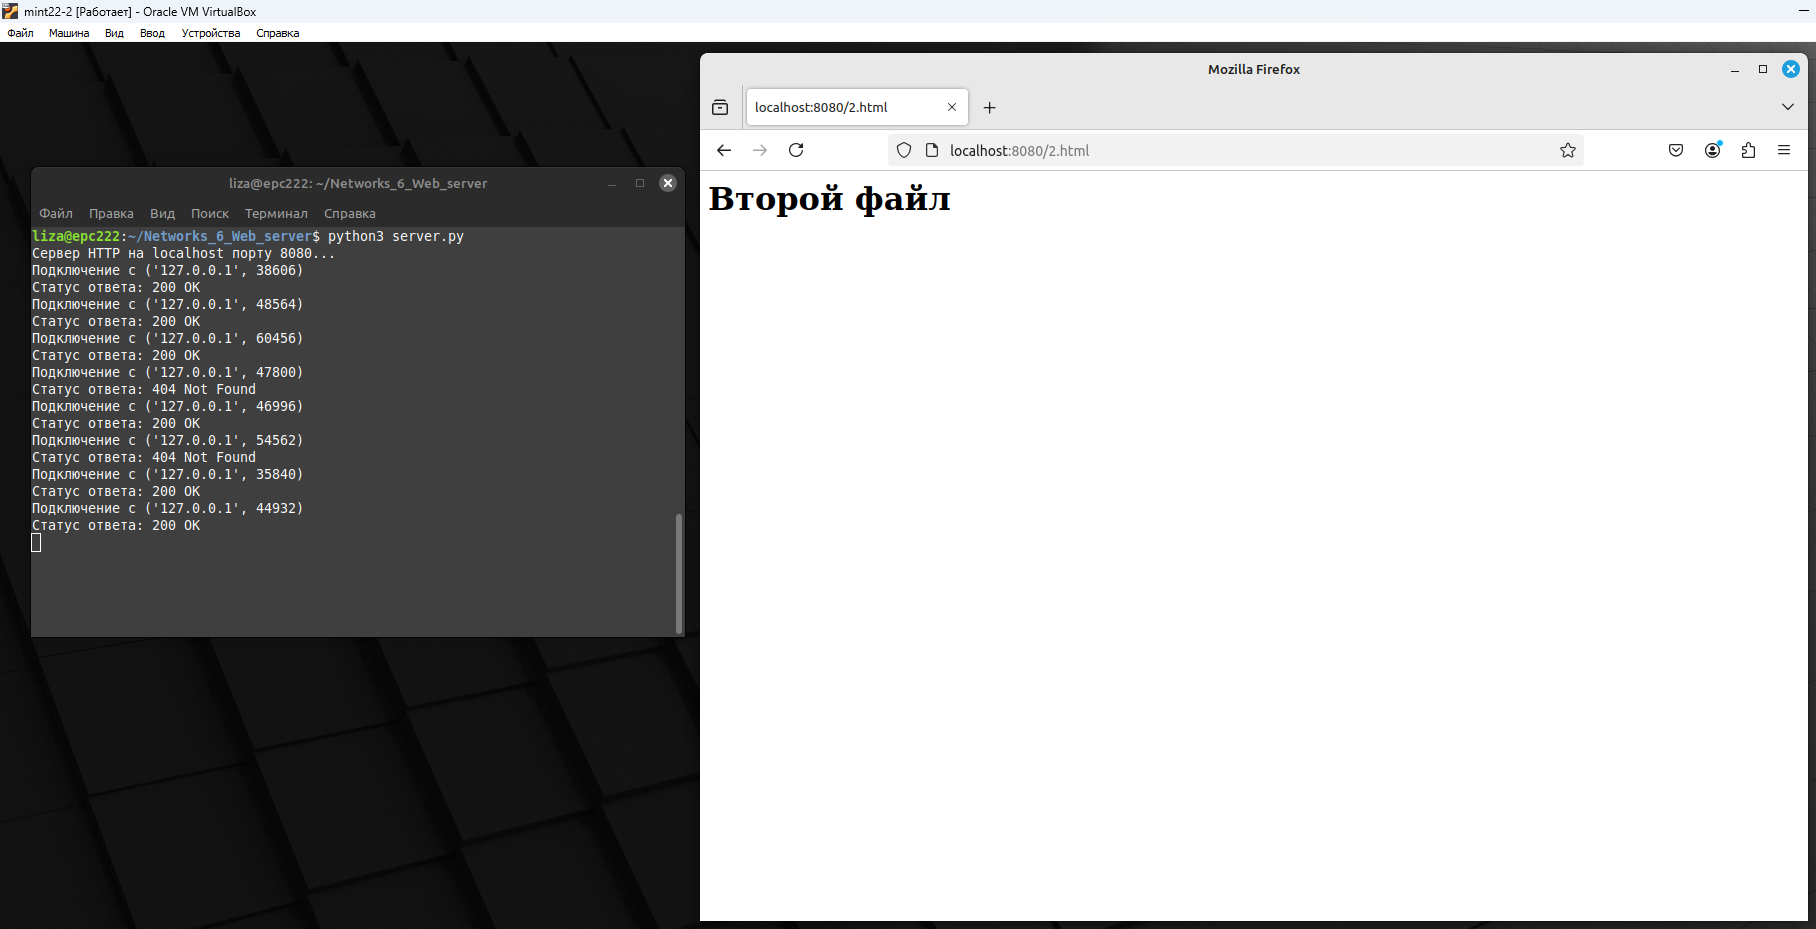 mint22-2 [Работает] - Oracle VM VirtualBox
Файл Машина Вид Ввод Устройства Справка
Mozilla Firefox
localhost:8080/2.html
localhost:8080/2.html
Второй файл
liza@epc222: ~/Networks_6_Web_server
Файл Правка Вид Поиск Терминал Справка
liza@epc222:~/Networks_6_Web_server$ python3 server.py
Сервер HTTP на localhost порту 8080...
Подключение с ('127.0.0.1', 38606)
Статус ответа: 200 OK
Подключение с ('127.0.0.1', 48564)
Статус ответа: 200 OK
Подключение с ('127.0.0.1', 60456)
Статус ответа: 200 OK
Подключение с ('127.0.0.1', 47800)
Статус ответа: 404 Not Found
Подключение с ('127.0.0.1', 46996)
Статус ответа: 200 OK
Подключение с ('127.0.0.1', 54562)
Статус ответа: 404 Not Found
Подключение с ('127.0.0.1', 35840)
Статус ответа: 200 OK
Подключение с ('127.0.0.1', 44932)
Статус ответа: 200 OK